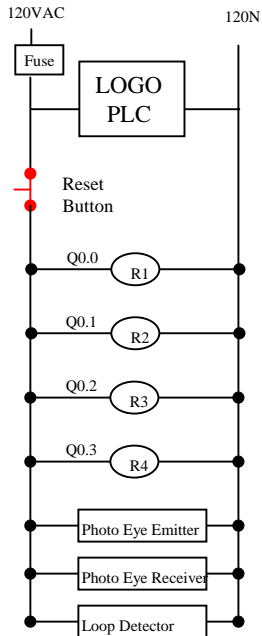 120VAC
120N
Fuse
LOGO
PLC
Reset
Button
Q0.0
R1
Q0.1
R2
Q0.2
R3
Q0.3
R4
Photo Eye Emitter
Photo Eye Receiver
Loop Detector